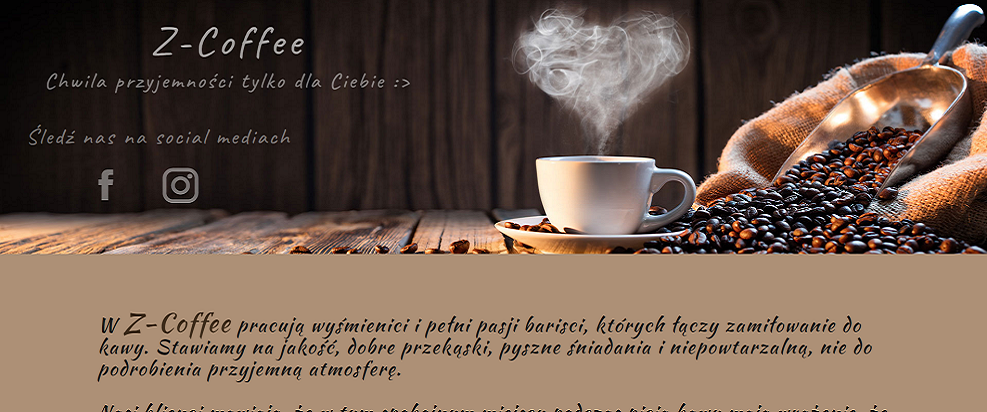 Z-Coffee
Chwila przyjemności tylko dla Ciebie :>
Śledź nas na social mediach
W Z-Coffee pracują wyśmienici i pełni pasji bariści, których łączy zamiłowanie do
kawy. Stawiamy na jakość, dobre przekąski, pyszne śniadania i niepowtarzalną, nie do
podrobienia przyjemną atmosferę.